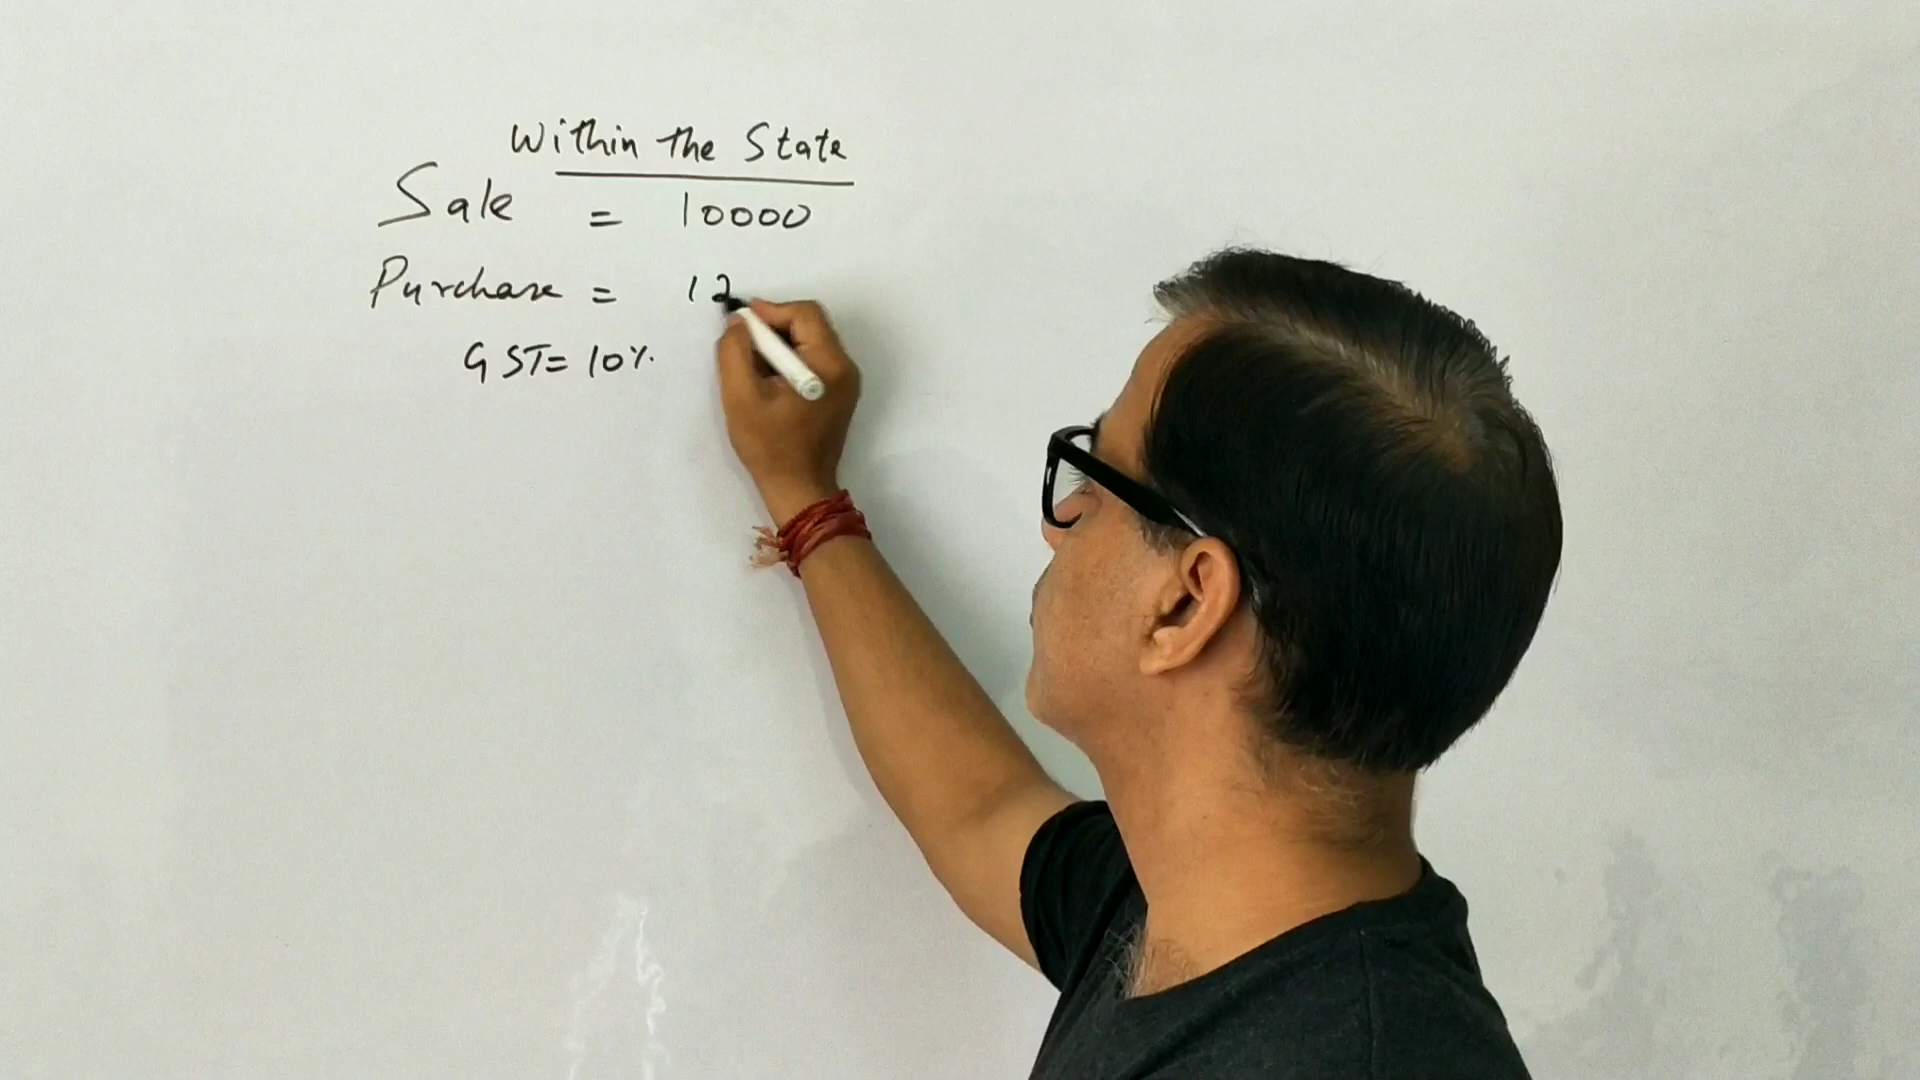 Within the State
Sale = 10000
Purchase = 12
GST= 10%